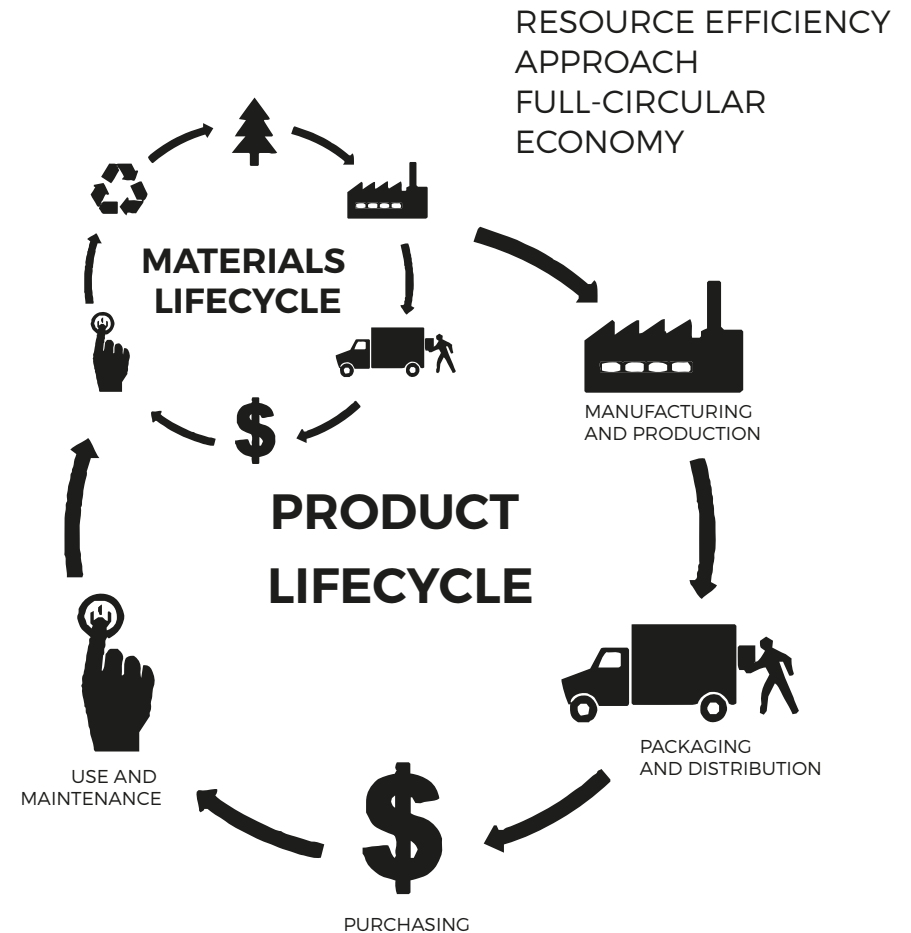 RESOURCE EFFICIENCY
APPROACH
FULL-CIRCULAR
ECONOMY
MATERIALS
LIFECYCLE
MANUFACTURING
AND PRODUCTION
PRODUCT
LIFECYCLE
PACKAGING
AND DISTRIBUTION
USE AND
MAINTENANCE
PURCHASING